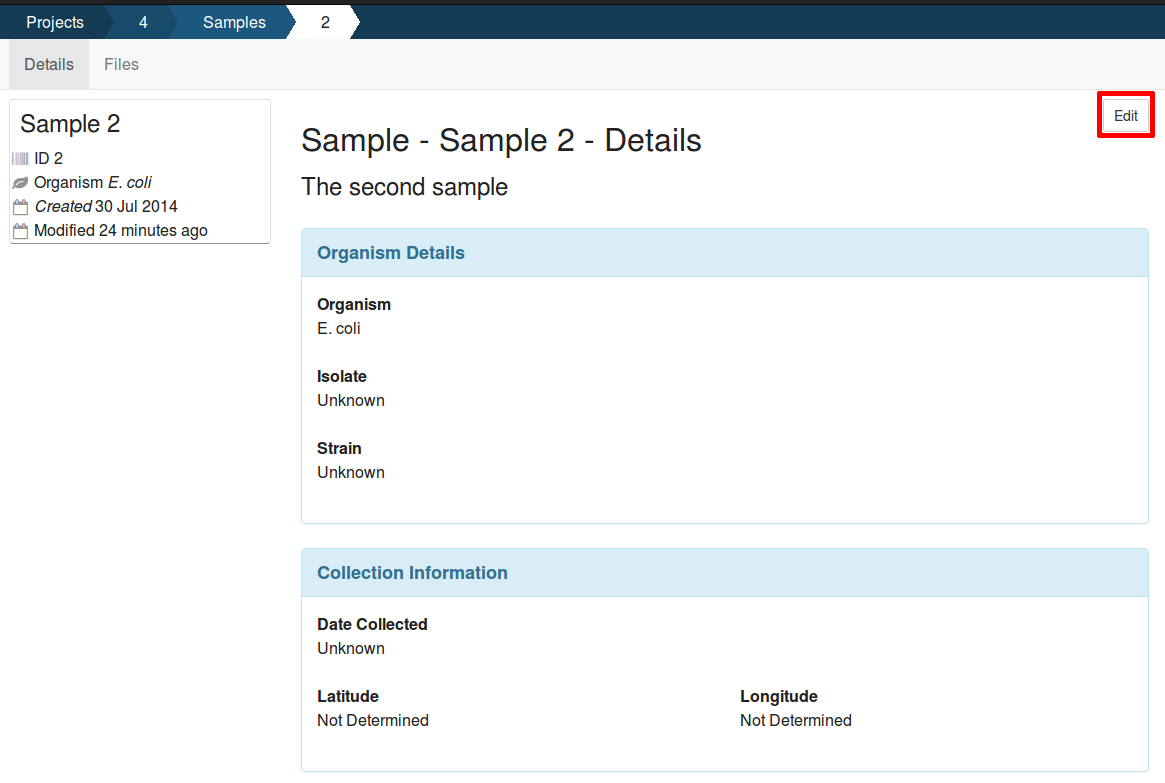 Projects 4 Samples 2
Details Files
Sample 2
ID 2
Organism E. coli
Created 30 Jul 2014
Modified 24 minutes ago
Edit
Sample - Sample 2 - Details
The second sample
Organism Details
Organism
E. coli
Isolate
Unknown
Strain
Unknown
Collection Information
Date Collected
Unknown
Latitude Longitude
Not Determined Not Determined